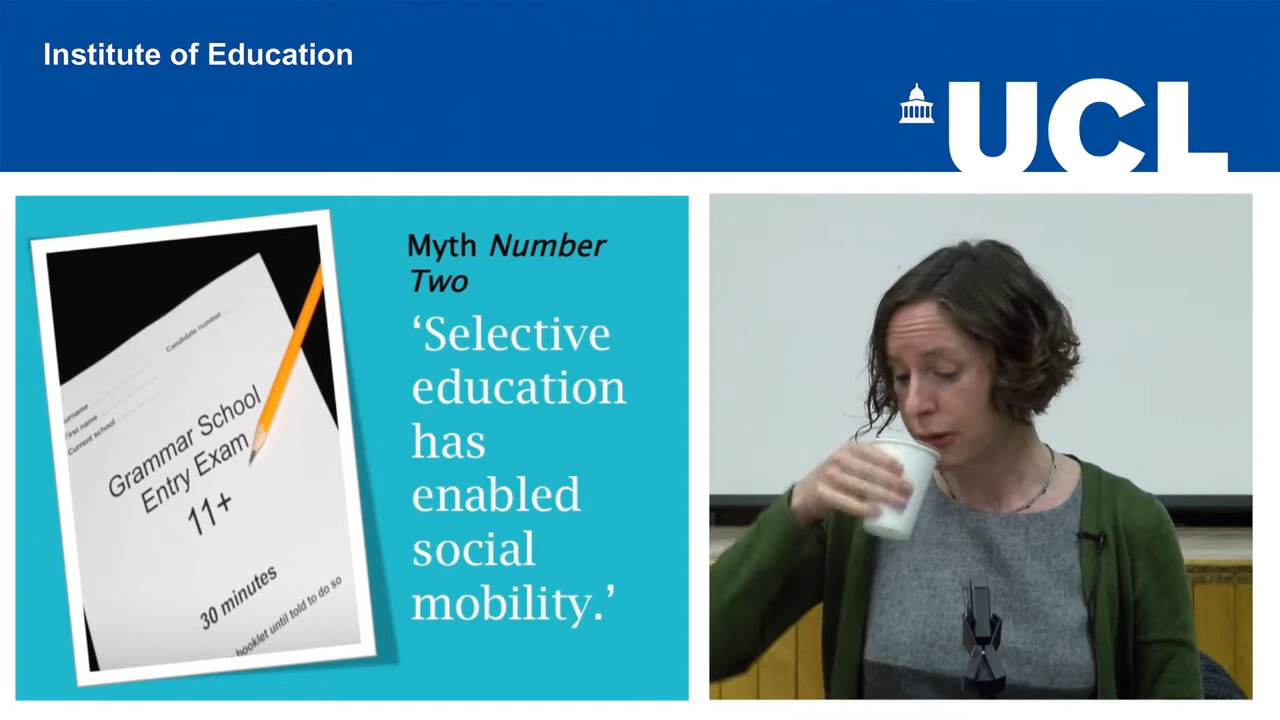 Institute of Education
UCL
Myth Number
Two
‘Selective
education
has
enabled
social
mobility.’
Candidate number
First name
Current school
Grammar School
Entry Exam
11+
30 minutes
booklet until told to do so